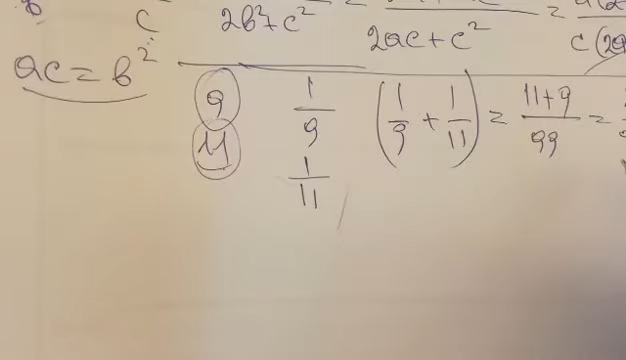 c   2b²+c²   =   2ac+c²   =   c(2a
ac = b²
9   1/9   (1/9 + 1/11) = 11+9/99 =
11   1/11